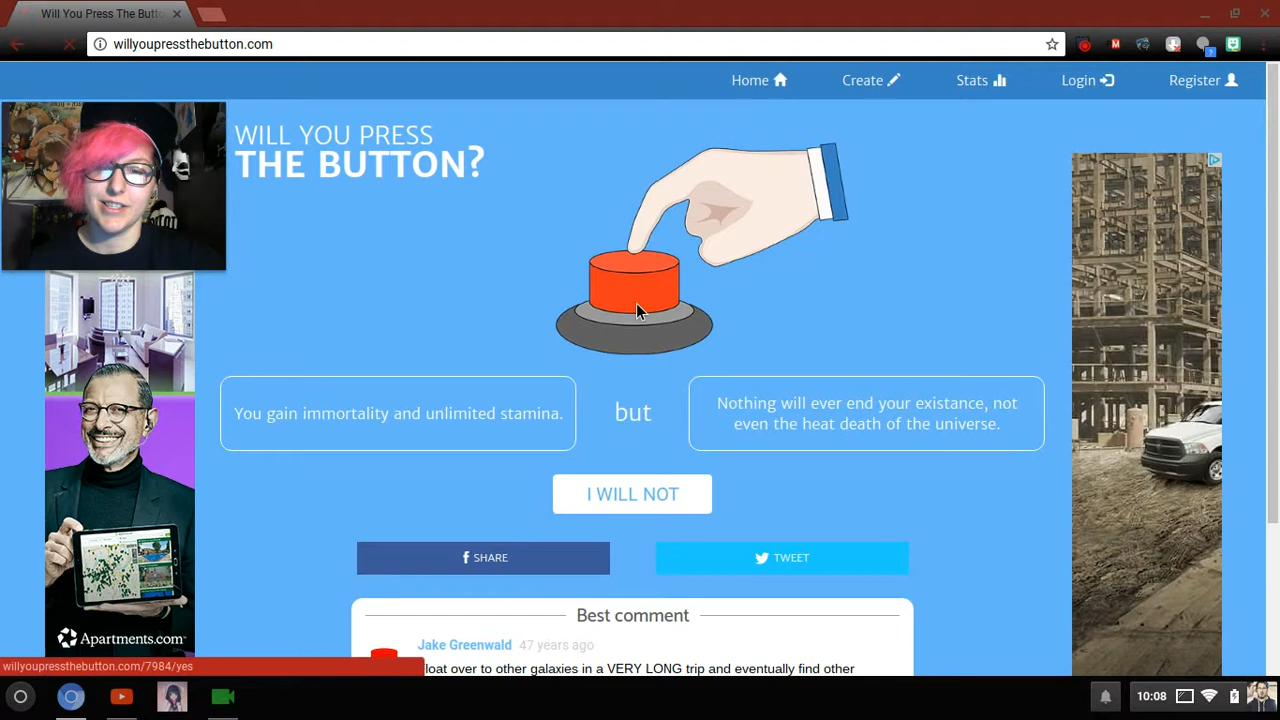 Will You Press The Butto
willyoupressthebutton.com
Home
Create
Stats
Login
Register
WILL YOU PRESS
THE BUTTON?
You gain immortality and unlimited stamina.
but
Nothing will ever end your existance, not
even the heat death of the universe.
I WILL NOT
f SHARE
TWEET
Best comment
Jake Greenwald 47 years ago
loat over to other galaxies in a VERY LONG trip and eventually find other
Apartments.com
willyoupressthebutton.com/7984/yes
10:08